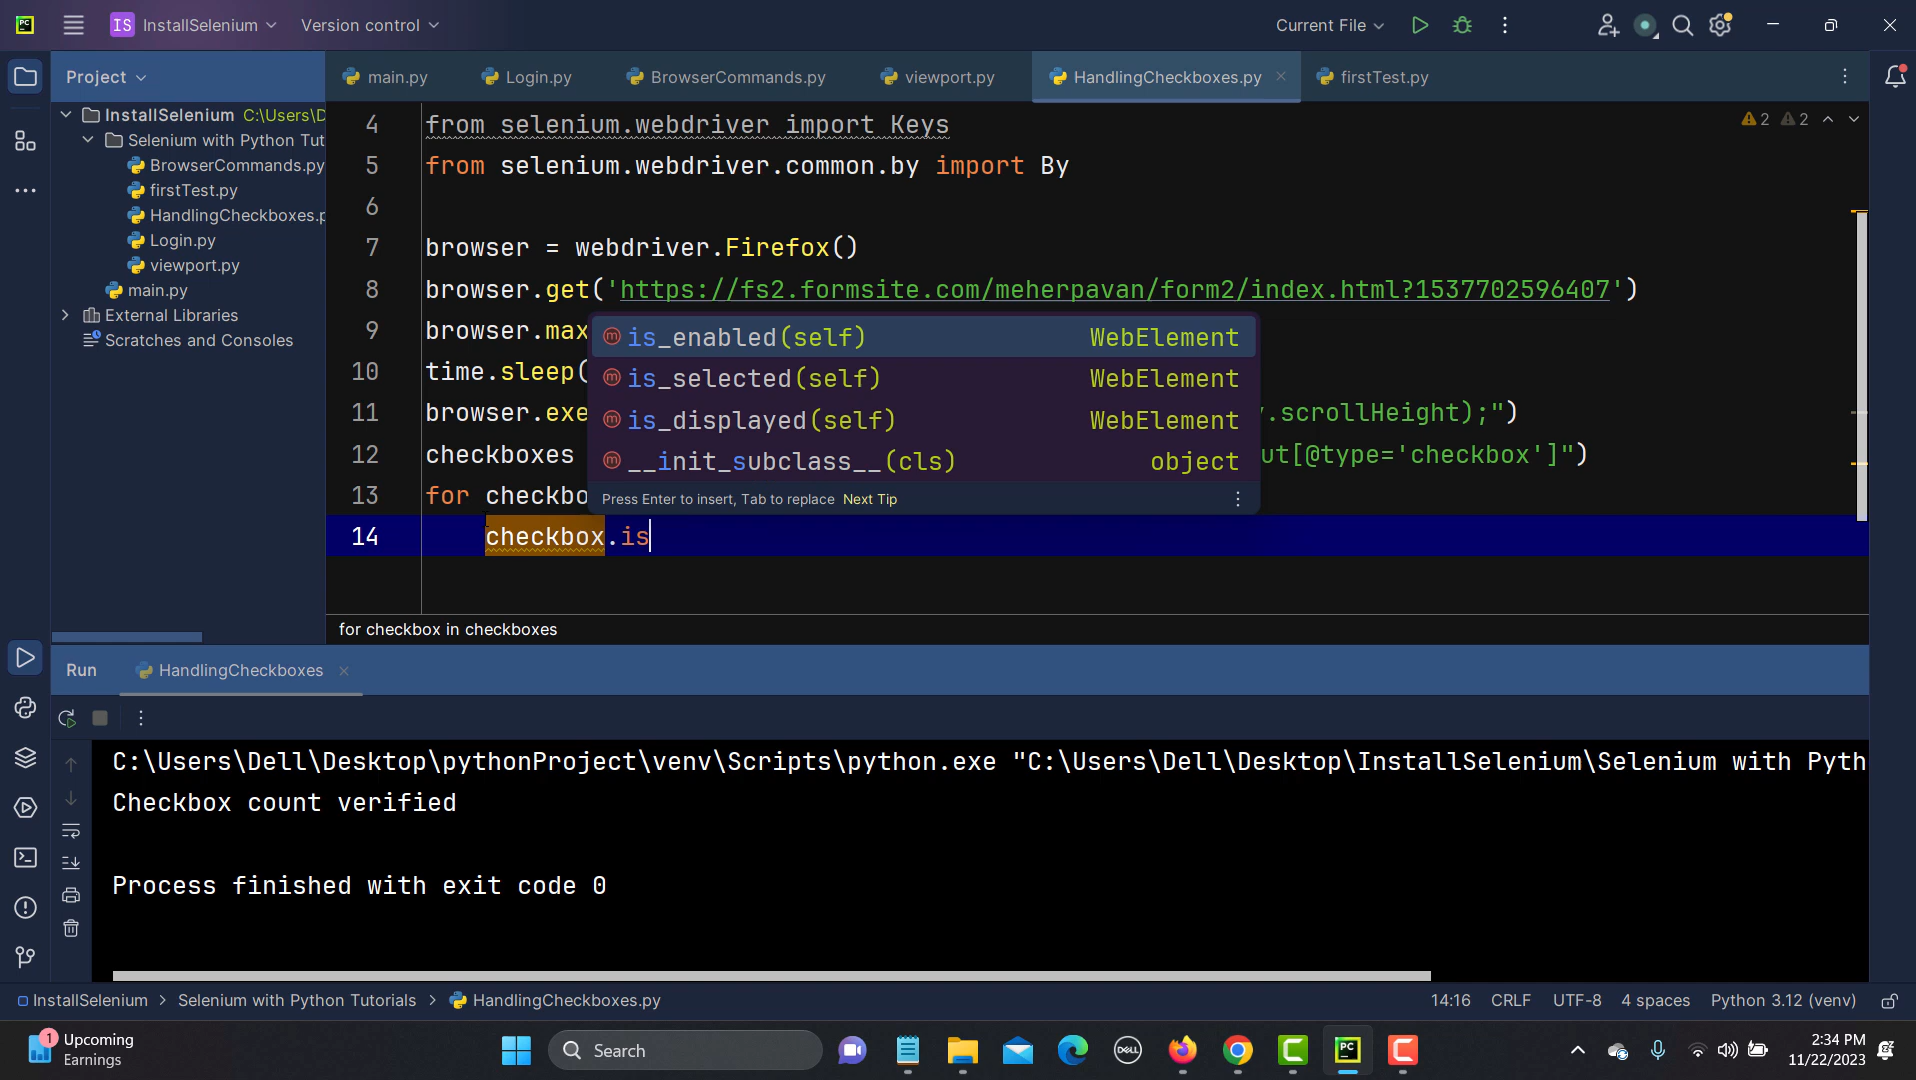 PC
IS InstallSelenium Version control Current File
Project
main.py Login.py BrowserCommands.py viewport.py HandlingCheckboxes.py firstTest.py
InstallSelenium C:\Users\D
Selenium with Python Tut
BrowserCommands.py
firstTest.py
HandlingCheckboxes.p
Login.py
viewport.py
main.py
External Libraries
Scratches and Consoles
2 2
4 from selenium.webdriver import Keys
5 from selenium.webdriver.common.by import By
6
7 browser = webdriver.Firefox()
8 browser.get('https://fs2.formsite.com/meherpavan/form2/index.html?1537702596407')
9 browser.max
10 time.sleep(
11 browser.exe y.scrollHeight);")
12 checkboxes ut[@type='checkbox']")
13 for checkbo
14 checkbox.is
is_enabled(self) WebElement
is_selected(self) WebElement
is_displayed(self) WebElement
__init_subclass__(cls) object
Press Enter to insert, Tab to replace Next Tip
for checkbox in checkboxes
Run HandlingCheckboxes
C:\Users\Dell\Desktop\pythonProject\venv\Scripts\python.exe "C:\Users\Dell\Desktop\InstallSelenium\Selenium with Pyth
Checkbox count verified
Process finished with exit code 0
InstallSelenium > Selenium with Python Tutorials > HandlingCheckboxes.py 14:16 CRLF UTF-8 4 spaces Python 3.12 (venv)
1 Upcoming
Earnings
Search
DELL
PC
2:34 PM
11/22/2023